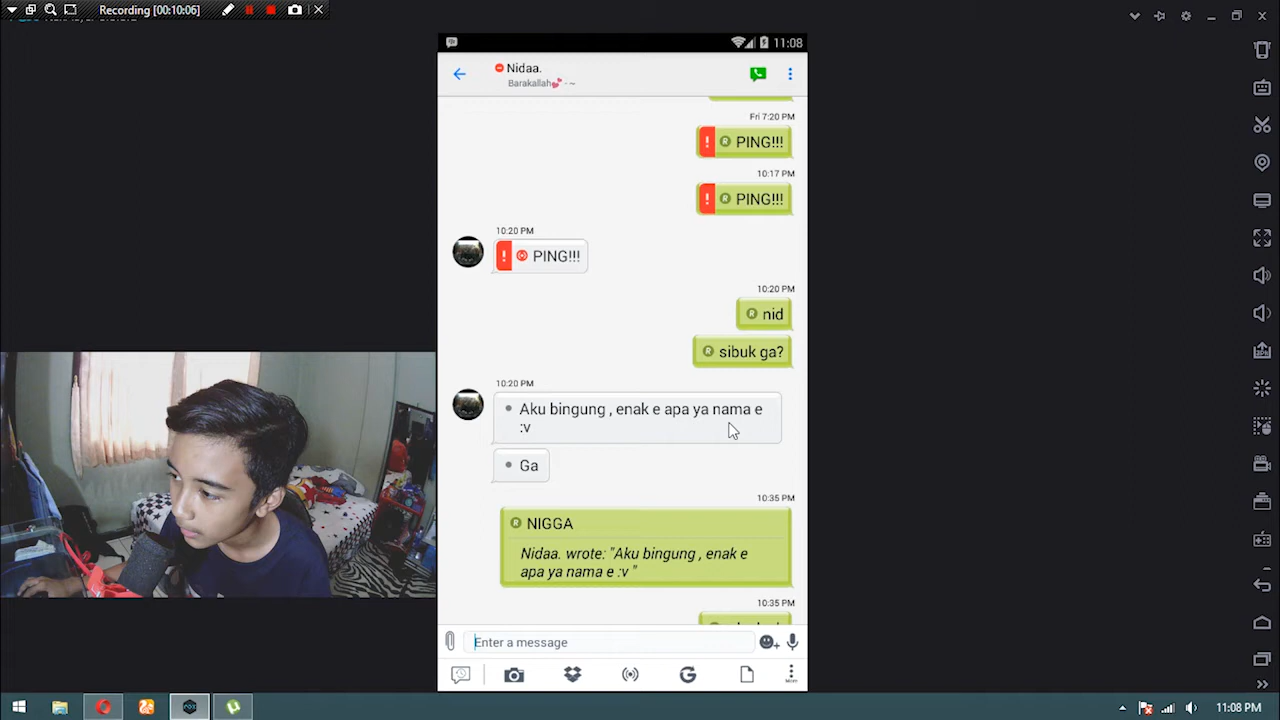 Recording [00:10:06]
11:08
Nidaa.
Barakallah💕 - ~
Fri 7:20 PM
! R PING!!!
10:17 PM
! R PING!!!
10:20 PM
! PING!!!
10:20 PM
R nid
R sibuk ga?
10:20 PM
Aku bingung , enak e apa ya nama e
:v
Ga
10:35 PM
R NIGGA
Nidaa. wrote: "Aku bingung , enak e
apa ya nama e :v "
10:35 PM
Enter a message
More
11:08 PM